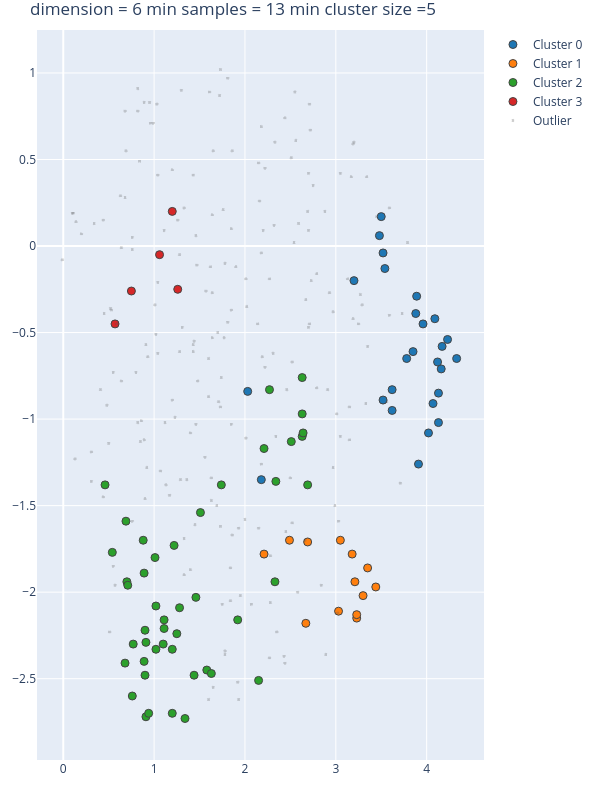 dimension = 6 min samples = 13 min cluster size =5
Cluster 0
Cluster 1
Cluster 2
Cluster 3
Outlier
1
0.5
0
−0.5
−1
−1.5
−2
−2.5
0 1 2 3 4